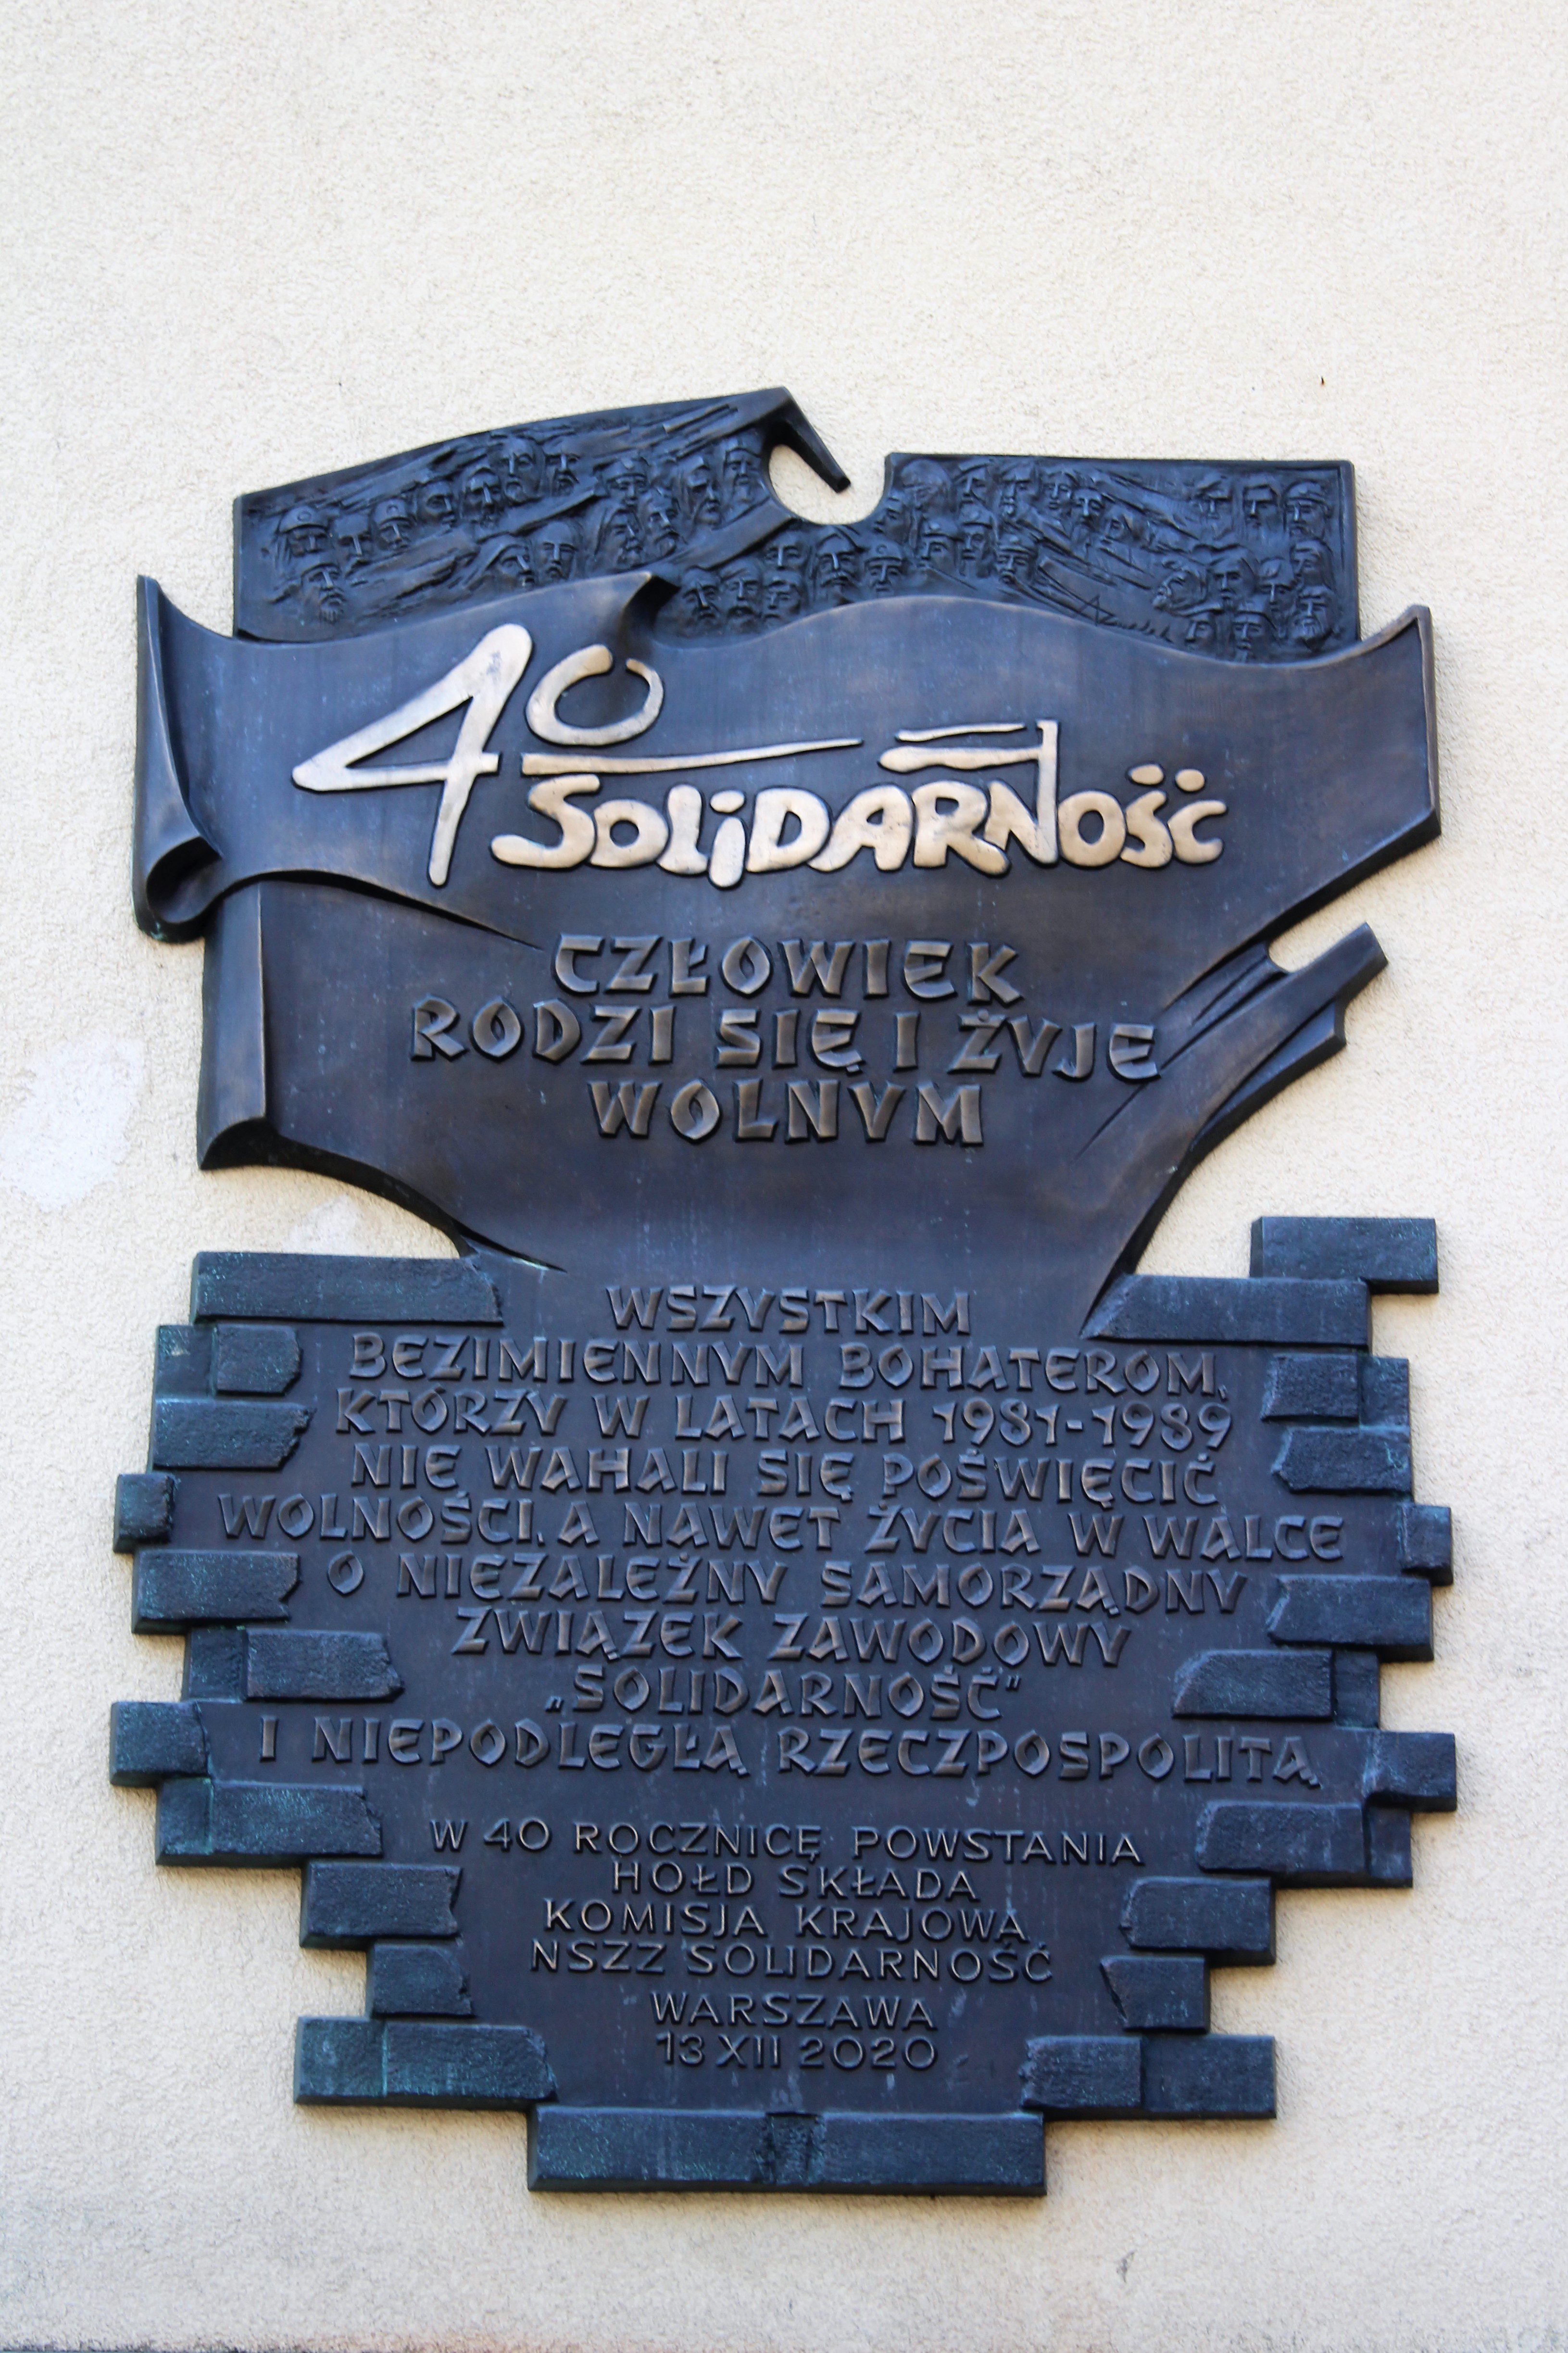 40
SOLIDARNOŚĆ
CZŁOWIEK
RODZI SIĘ I ŻYJE
WOLNYM
WSZYSTKIM
BEZIMIENNYM BOHATEROM,
KTÓRZY W LATACH 1981-1989
NIE WAHALI SIĘ POŚWIĘCIĆ
WOLNOŚCI, A NAWET ŻYCIA W WALCE
O NIEZALEŻNY SAMORZĄDNY
ZWIĄZEK ZAWODOWY
„SOLIDARNOŚĆ”
I NIEPODLEGŁĄ RZECZPOSPOLITĄ
W 40 ROCZNICĘ POWSTANIA
HOŁD SKŁADA
KOMISJA KRAJOWA
NSZZ SOLIDARNOŚĆ
WARSZAWA
13 XII 2020